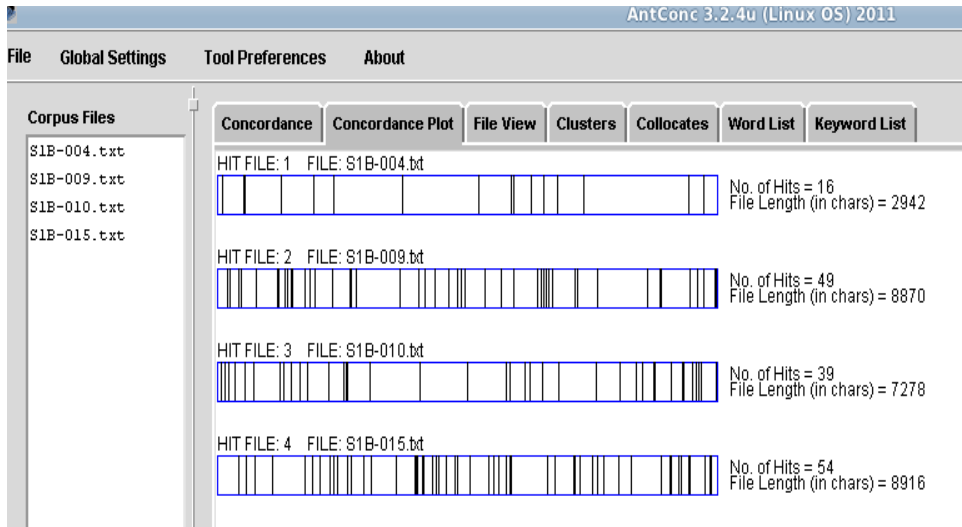 AntConc 3.2.4u (Linux OS) 2011
File Global Settings Tool Preferences About
Corpus Files
S1B-004.txt
S1B-009.txt
S1B-010.txt
S1B-015.txt
Concordance Concordance Plot File View Clusters Collocates Word List Keyword List
HIT FILE: 1 FILE: S1B-004.txt
No. of Hits = 16
File Length (in chars) = 2942
HIT FILE: 2 FILE: S1B-009.txt
No. of Hits = 49
File Length (in chars) = 8870
HIT FILE: 3 FILE: S1B-010.txt
No. of Hits = 39
File Length (in chars) = 7278
HIT FILE: 4 FILE: S1B-015.txt
No. of Hits = 54
File Length (in chars) = 8916